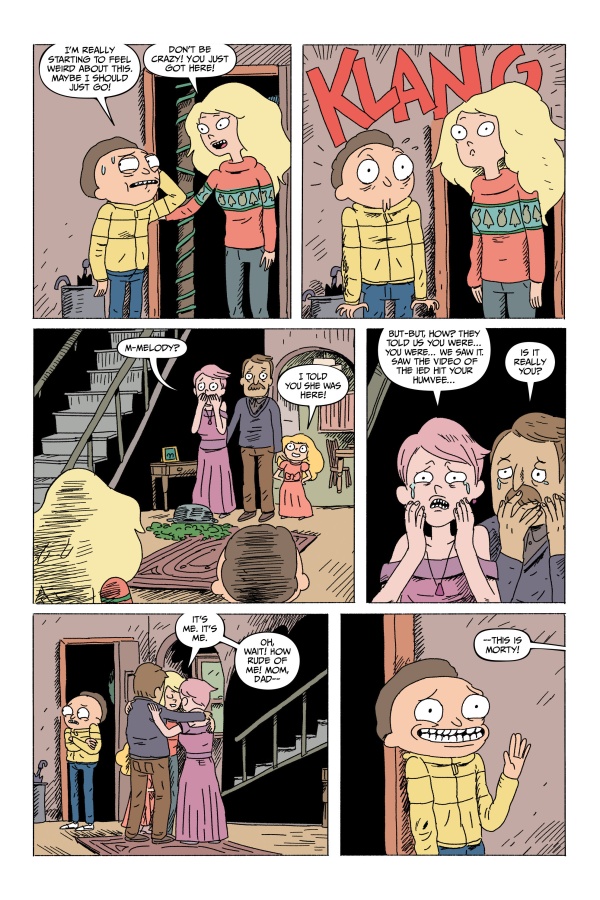 I'M REALLY
STARTING TO FEEL
WEIRD ABOUT THIS.
MAYBE I SHOULD
JUST GO!
DON'T BE
CRAZY! YOU JUST
GOT HERE!
KLANG
M-MELODY?
I TOLD
YOU SHE WAS
HERE!
BUT-BUT, HOW? THEY
TOLD US YOU WERE...
YOU WERE... WE SAW IT.
SAW THE VIDEO OF
THE IED HIT YOUR
HUMVEE...
IS IT
REALLY
YOU?
IT'S
ME. IT'S
ME.
OH,
WAIT! HOW
RUDE OF
ME! MOM,
DAD--
--THIS IS
MORTY!